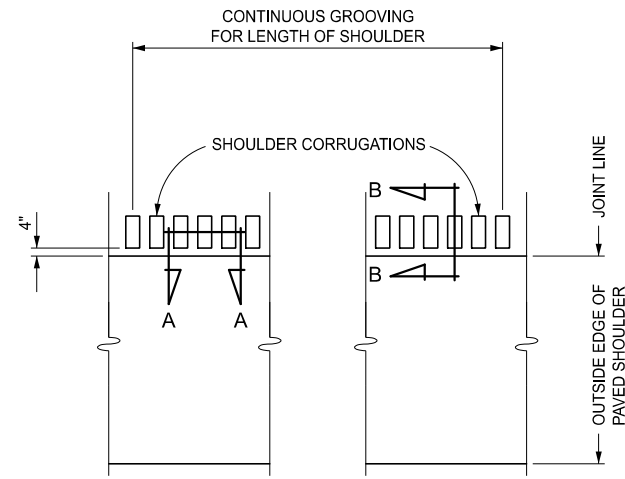 CONTINUOUS GROOVING
FOR LENGTH OF SHOULDER
SHOULDER CORRUGATIONS
B
4"
JOINT LINE
B
A
A
OUTSIDE EDGE OF
PAVED SHOULDER